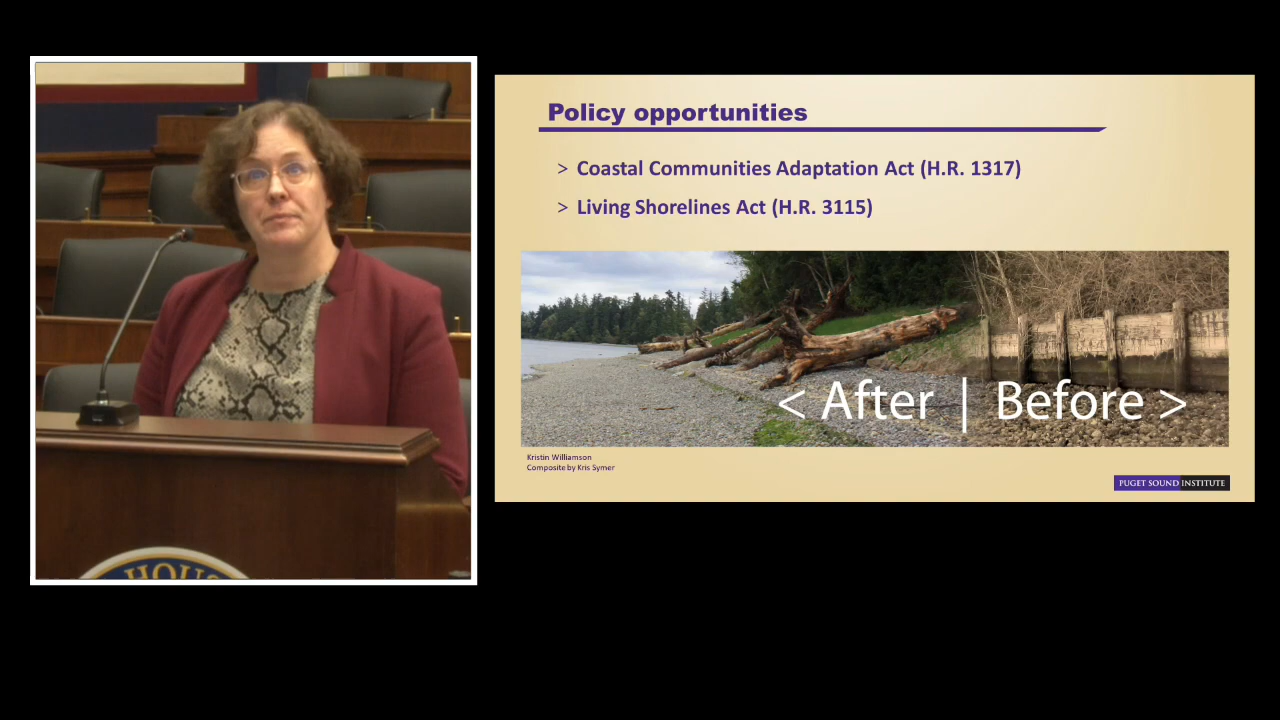 Policy opportunities
> Coastal Communities Adaptation Act (H.R. 1317)
> Living Shorelines Act (H.R. 3115)
< After | Before >
Kristin Williamson
Composite by Kris Symer
PUGET SOUND INSTITUTE
HOUS